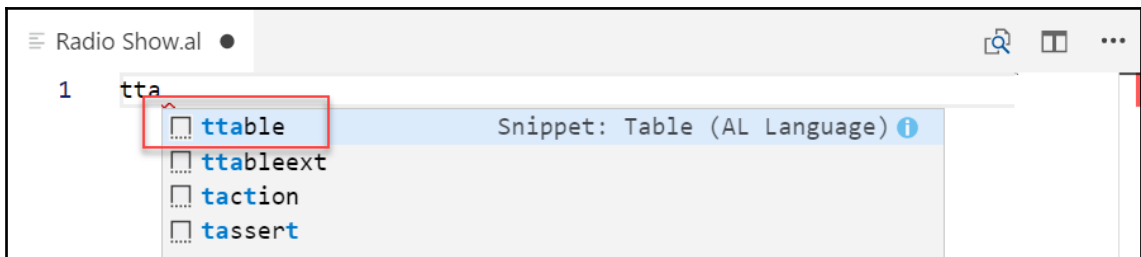 Radio Show.al
1 tta
ttable Snippet: Table (AL Language)
ttableext
taction
tassert